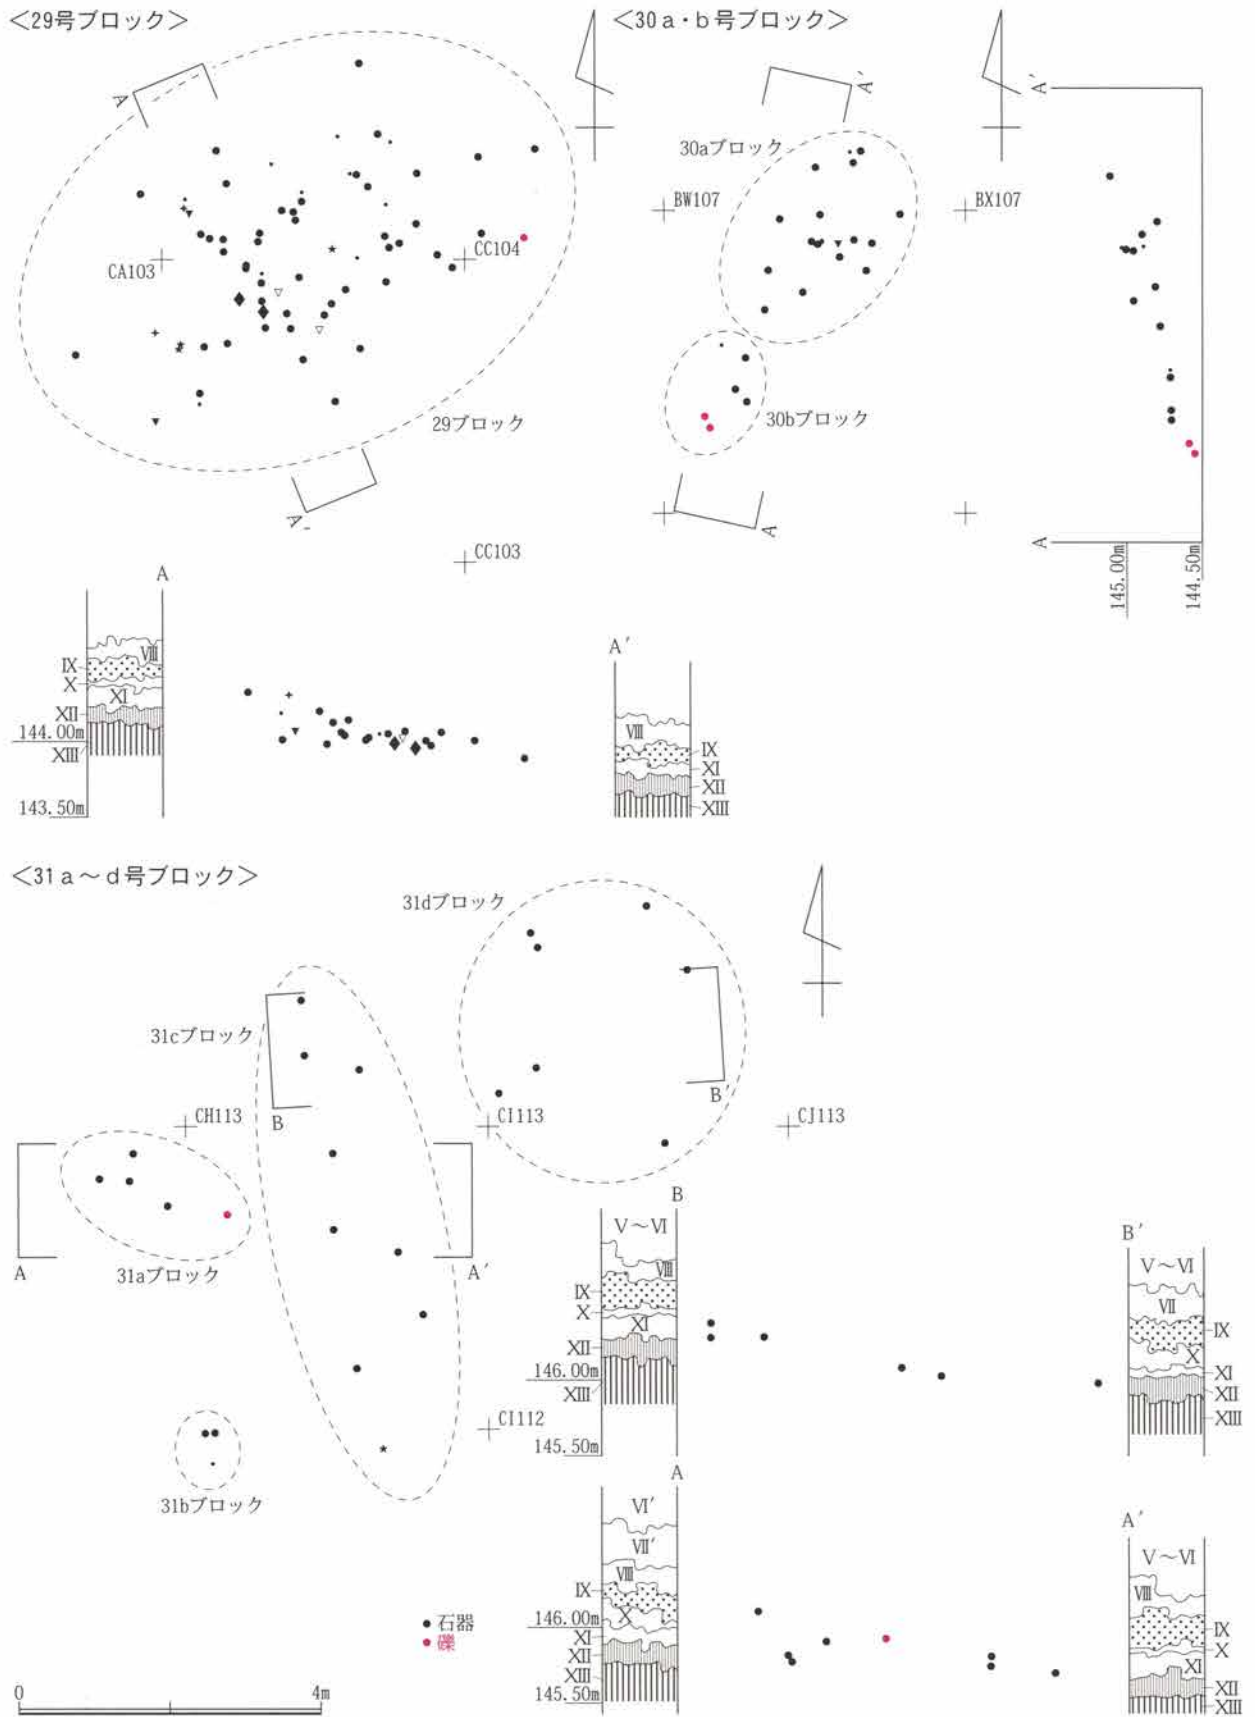 <29号ブロック>
A
CA103
CC104
29ブロック
A'
CC103
<30a・b号ブロック>
A'
30aブロック
BW107
BX107
30bブロック
A
A'
A
145.00m
144.50m
A
VIII
IX
X
XI
XII
144.00m
XIII
143.50m
A'
VIII
IX
XI
XII
XIII
<31a～d号ブロック>
31dブロック
31cブロック
B
B'
CH113
CI113
CJ113
A
31aブロック
A'
CI112
31bブロック
B
V～VI
VIII
IX
X
XI
XII
146.00m
XIII
145.50m
B'
V～VI
VII
IX
X
XI
XII
XIII
A
VI'
VII'
VIII
IX
X
146.00m
XI
XII
XIII
145.50m
A'
V～VI
VIII
IX
X
XI
XII
XIII
石器
礫
0 4m